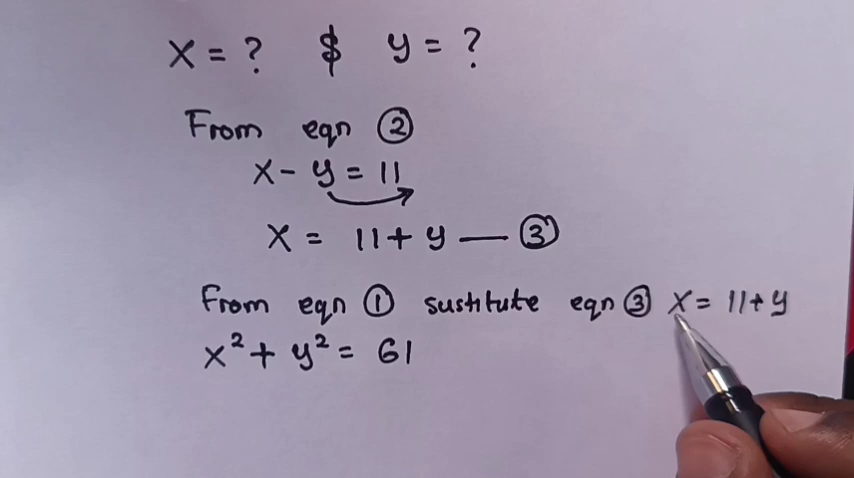 x = ? $ y = ?
From eqn ②
x - y = 11
x = 11 + y — ③
From eqn ① sustitute eqn ③ x = 11 + y
x² + y² = 61